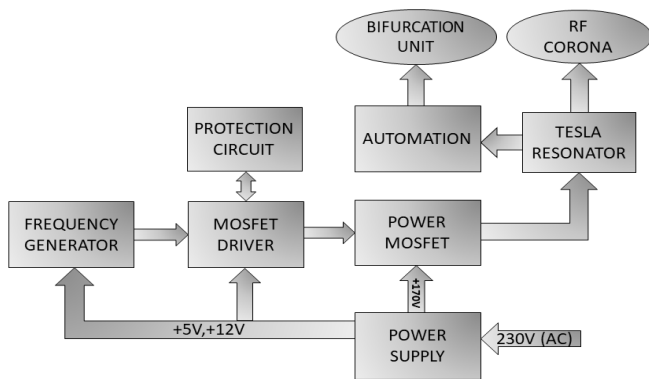 BIFURCATION
UNIT
RF
CORONA
PROTECTION
CIRCUIT
AUTOMATION
TESLA
RESONATOR
FREQUENCY
GENERATOR
MOSFET
DRIVER
POWER
MOSFET
+170V
+5V,+12V
POWER
SUPPLY
230V (AC)